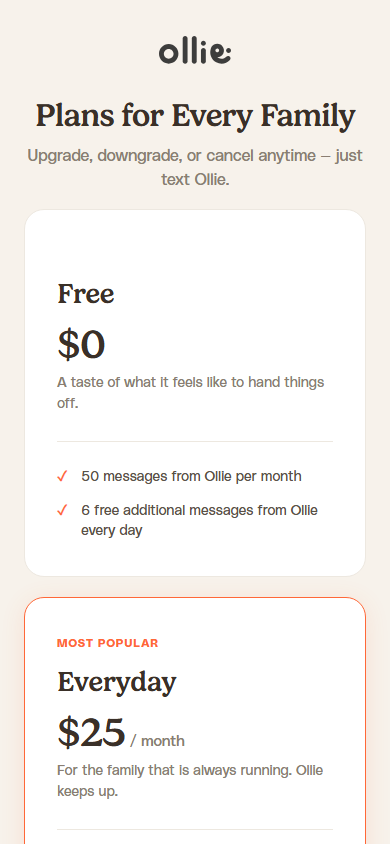 ollie
Plans for Every Family
Upgrade, downgrade, or cancel anytime – just
text Ollie.
Free
$0
A taste of what it feels like to hand things
off.
✓ 50 messages from Ollie per month
✓ 6 free additional messages from Ollie
every day
MOST POPULAR
Everyday
$25 / month
For the family that is always running. Ollie
keeps up.